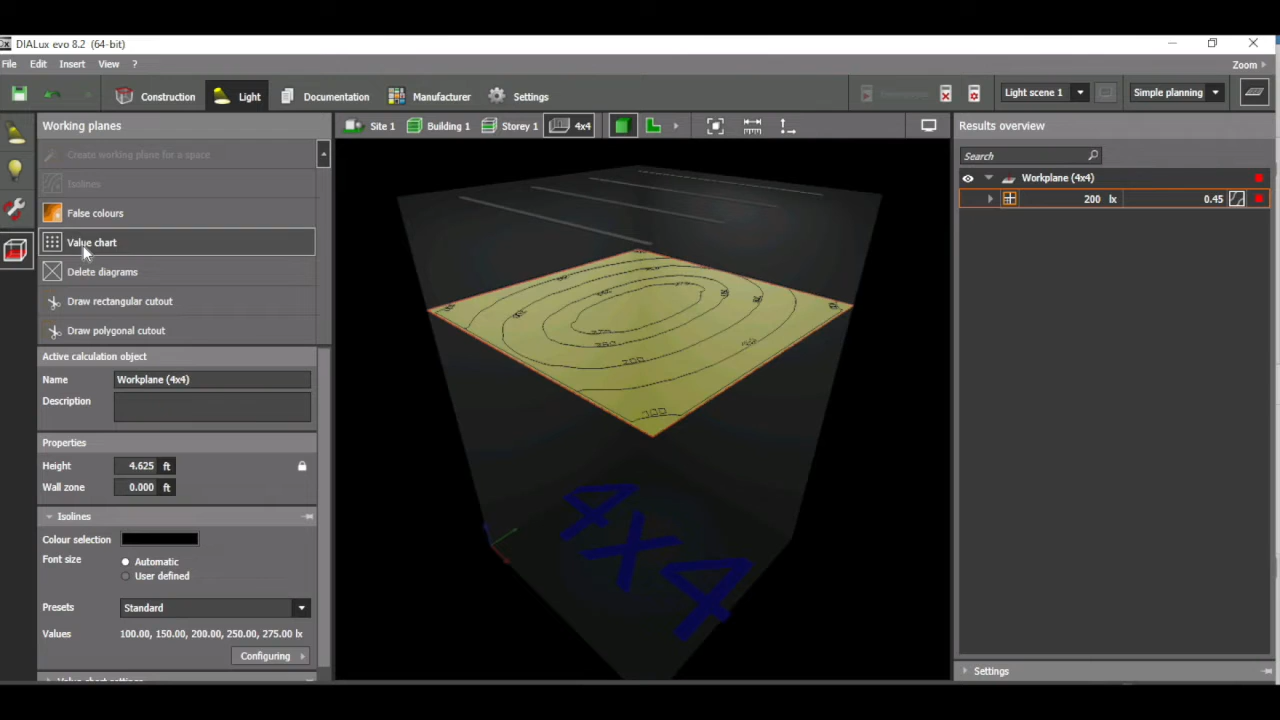 DIALux evo 8.2 (64-bit)
File Edit Insert View ?
Zoom
Construction Light Documentation Manufacturer Settings
Light scene 1 Simple planning
Working planes
Site 1 Building 1 Storey 1 4x4
Results overview
Create working plane for a space
Search
Isolines
Workplane (4x4)
False colours
200 lx 0.45
Value chart
Delete diagrams
Draw rectangular cutout
Draw polygonal cutout
Active calculation object
Name Workplane (4x4)
Description
Properties
Height 4.625 ft
Wall zone 0.000 ft
Isolines
Colour selection
Font size Automatic
User defined
Presets Standard
Values 100.00, 150.00, 200.00, 250.00, 275.00 lx
Configuring
Value chart settings
Settings
200
100
4x4